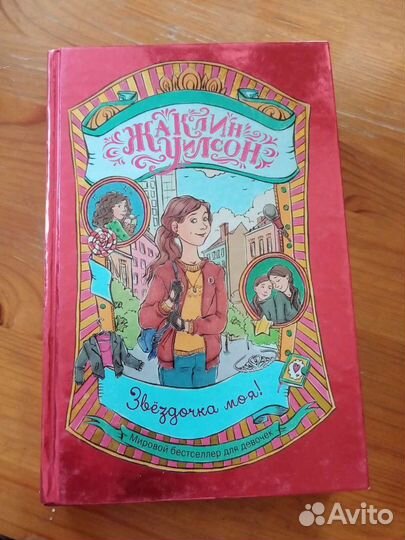 Жаклин
Уилсон
Звёздочка моя!
Мировой бестселлер для девочек
Avito